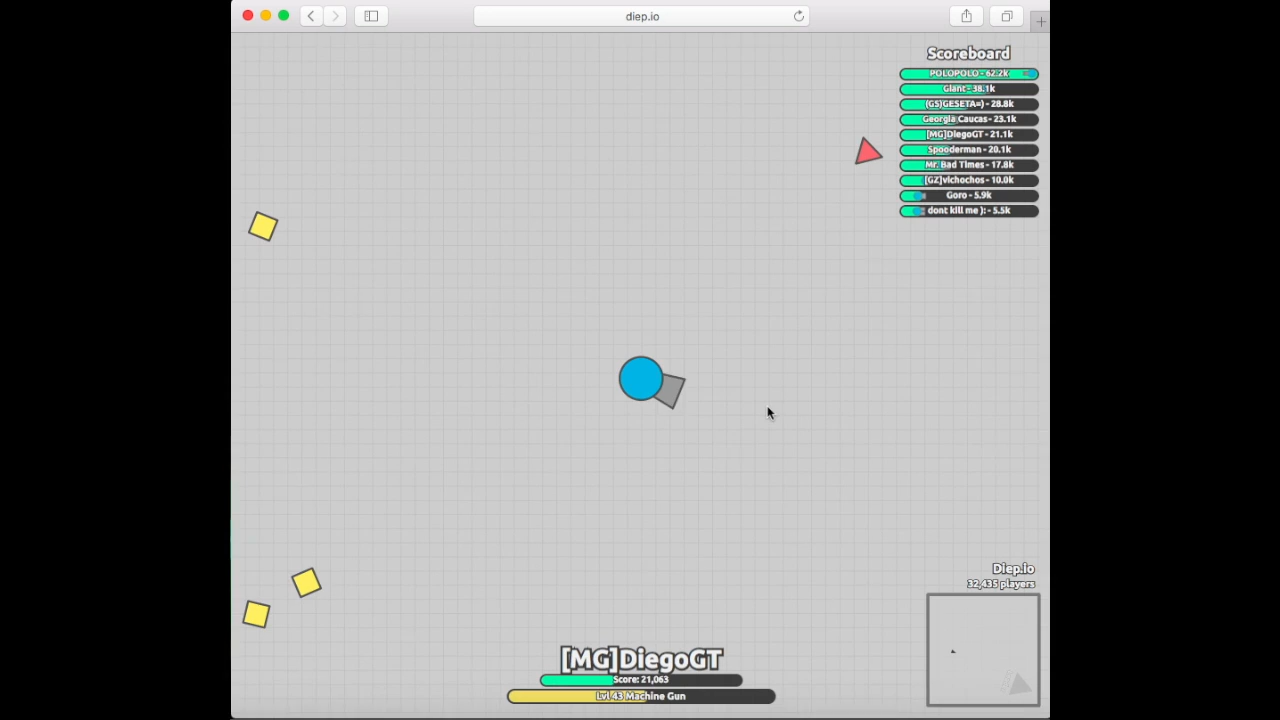 diep.io
Scoreboard
POLOPOLO - 62.2k
Giant - 38.1k
(GS)GESETA=) - 28.8k
Georgia Caucas - 23.1k
[MG]DiegoGT - 21.1k
Spooderman - 20.1k
Mr. Bad Times - 17.8k
[GZ]vichochos - 10.0k
Goro - 5.9k
dont kill me ): - 5.5k
Diep.io
32,435 players
[MG]DiegoGT
Score: 21,063
Lvl 43 Machine Gun